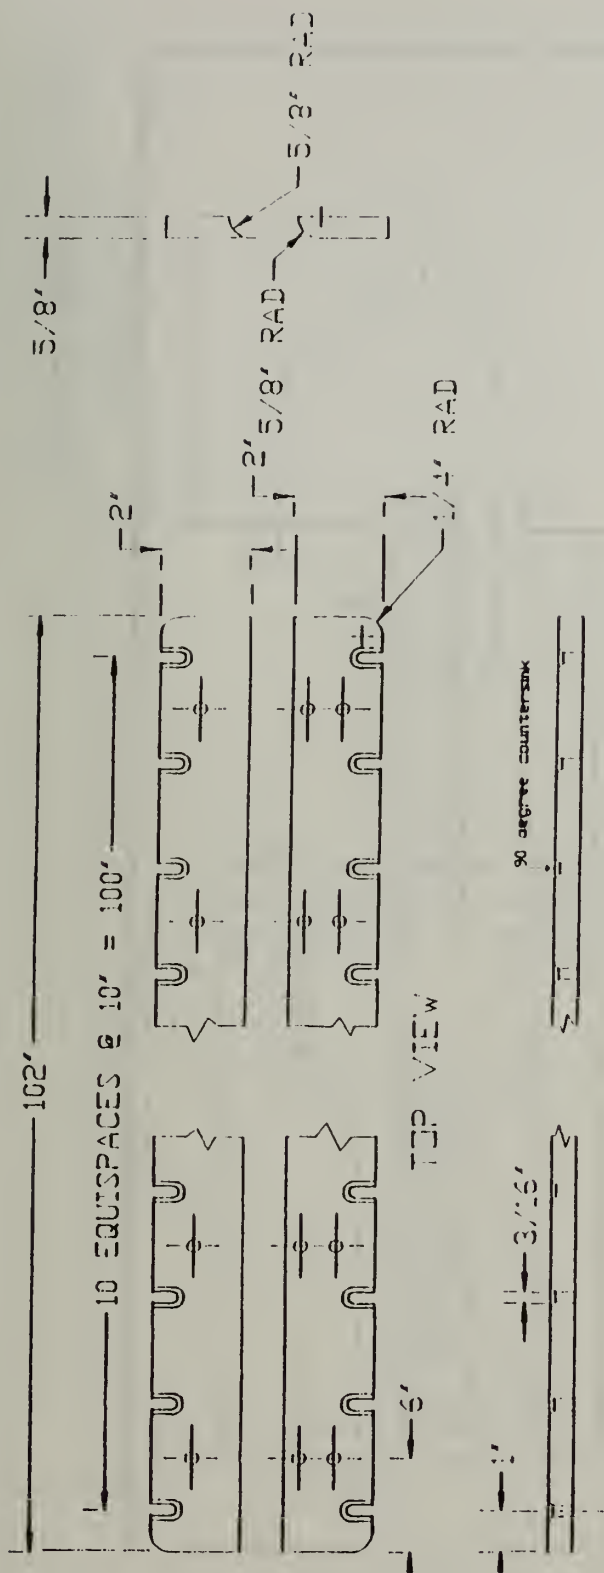 5/8'
5/8' RAD
5/8' RAD
2'
2'
1/4' RAD
102'
10 EQUISPACES @ 10' = 100'
TOP VIEW
6'
90 degree countersink
3/16'
1'